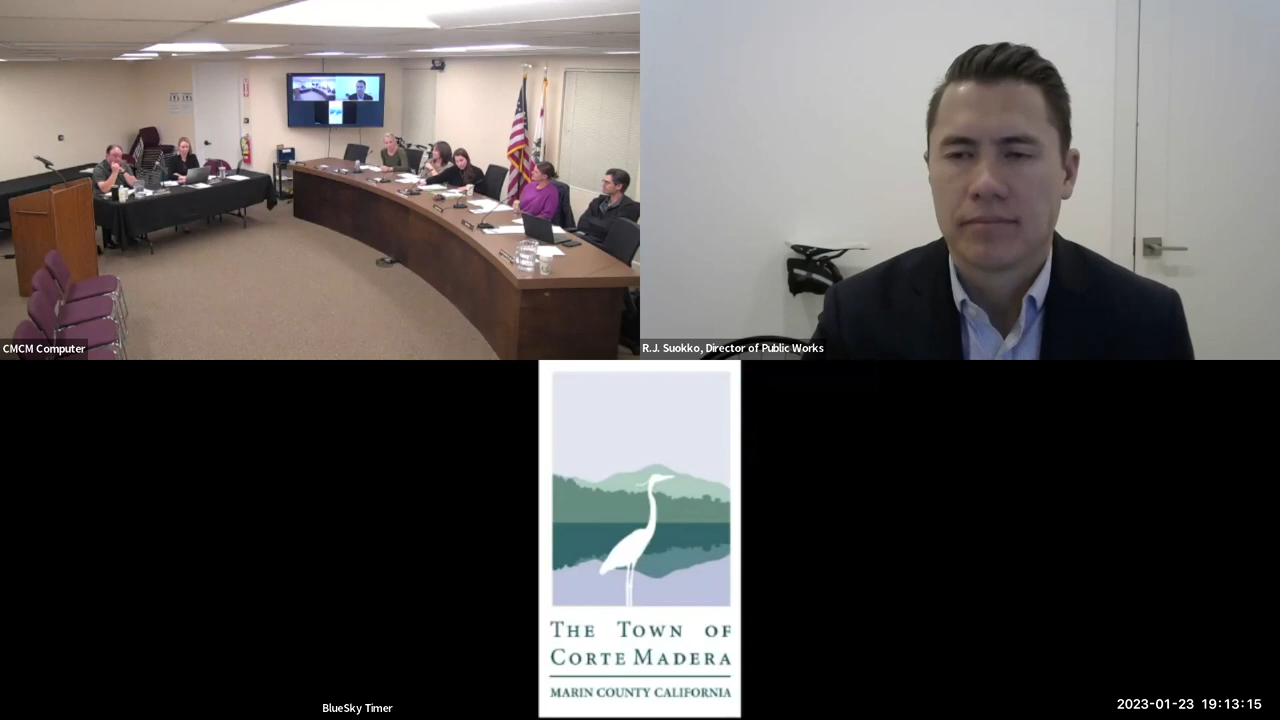 CMCM Computer
R.J. Suokko, Director of Public Works
THE TOWN OF
CORTE MADERA
MARIN COUNTY CALIFORNIA
BlueSky Timer
2023-01-23 19:13:15